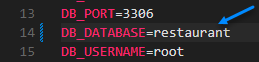 13 DB_PORT=3306
14 DB_DATABASE=restaurant
15 DB_USERNAME=root